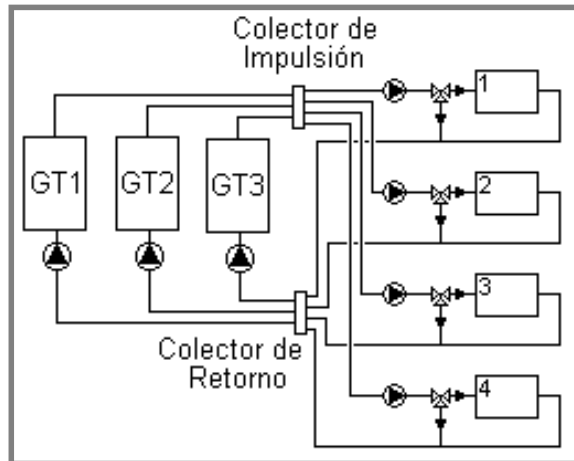 Colector de
Impulsión
1
GT1
GT2
GT3
2
3
Colector de
Retorno
4